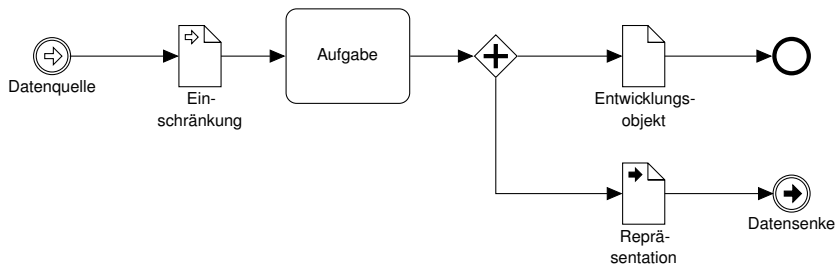 Datenquelle
Ein-
schränkung
Aufgabe
Entwicklungs-
objekt
Reprä-
sentation
Datensenke